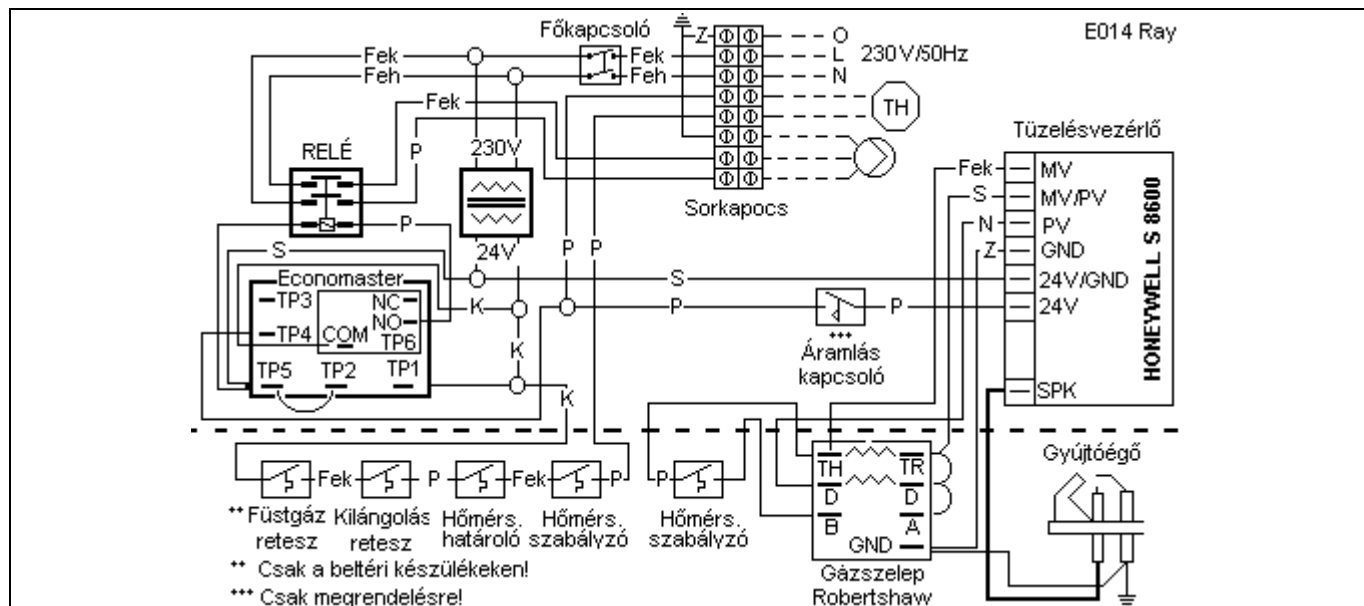 Főkapcsoló
E014 Ray
Z
O
L
230V/50Hz
N
Fek
Fek
Feh
Feh
Fek
TH
Tüzelésvezérlő
RELÉ
P
230V
Sorkapocs
Fek
MV
S
MV/PV
N
PV
Z
GND
24V/GND
24V
SPK
HONEYWELL S 8600
P
S
24V
P
P
S
P
P
K
K
K
Economaster
TP3
NC
NO
TP4
COM
TP6
TP5
TP2
TP1
***
Áramlás
kapcsoló
Fek
P
Fek
P
P
** Füstgáz
retesz
Kilángolás
retesz
Hőmérs.
határoló
Hőmérs.
szabályzó
Hőmérs.
szabályzó
TH
TR
D
D
B
A
GND
Gázszelep
Robertshaw
Gyújtóégő
** Csak a beltéri készülékeken!
*** Csak megrendelésre!